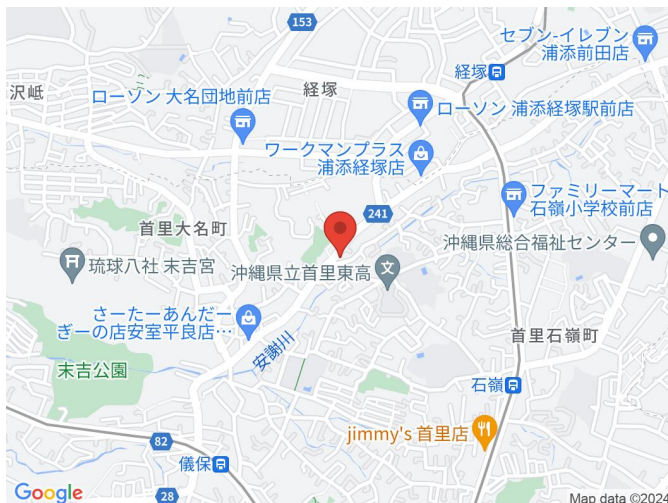 153
セブン-イレブン
浦添前田店
沢岻
経塚
経塚
ローソン 大名団地前店
ローソン 浦添経塚駅前店
ワークマンプラス
浦添経塚店
ファミリーマート
石嶺小学校前店
首里大名町
241
沖縄県総合福祉センター
琉球八社 末吉宮
沖縄県立首里東高
さーたーあんだー
ぎーの店安室平良店…
安謝川
首里石嶺町
末吉公園
石嶺
jimmy's 首里店
82
儀保
28
Google
Map data ©2024